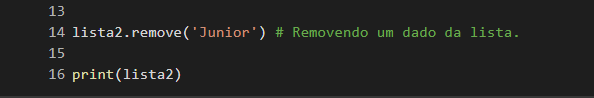 13
14 lista2.remove('Junior') # Removendo um dado da lista.
15
16 print(lista2)